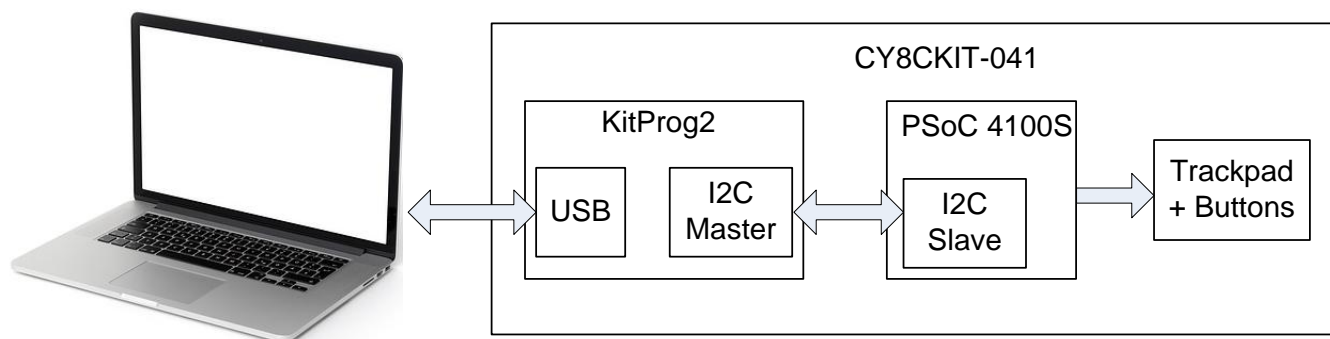 CY8CKIT-041
KitProg2
USB
I2C
Master
PSoC 4100S
I2C
Slave
Trackpad
+ Buttons